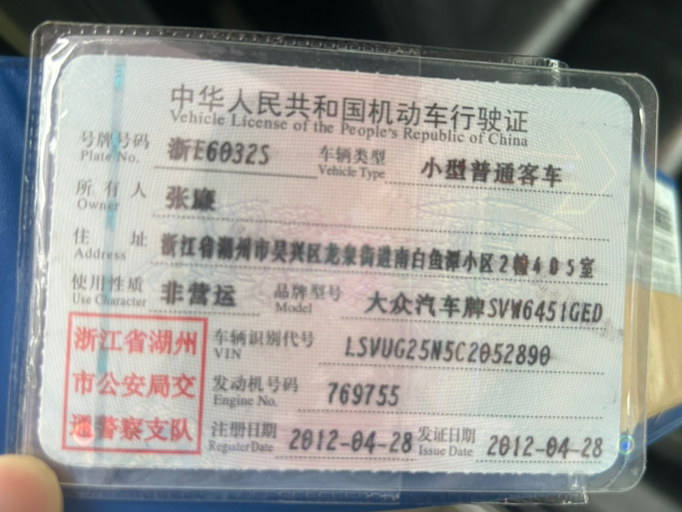 中华人民共和国机动车行驶证
Vehicle License of the People's Republic of China
号牌号码 浙E6032S 车辆类型 小型普通客车
Plate No. Vehicle Type
所有人 张廉
Owner
住址 浙江省湖州市吴兴区龙泉街道南白鱼潭小区2幢405室
Address
使用性质 非营运 品牌型号 大众汽车牌SVW6451GED
Use Character Model
浙江省湖州
市公安局交
通警察支队
车辆识别代号 LSVUG25N5C2052890
VIN
发动机号码 769755
Engine No.
注册日期 2012-04-28 发证日期 2012-04-28
Register Date Issue Date